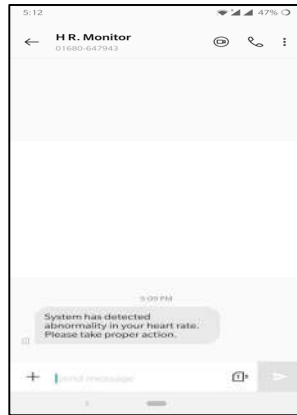 5:12
47%
H R. Monitor
01680-647943
5:09 PM
System has detected
abnormality in your heart rate.
Please take proper action.
Send message